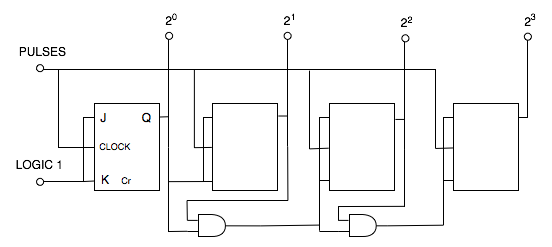 2⁰ 2¹ 2² 2³
PULSES
J Q
CLOCK
LOGIC 1
K Cr